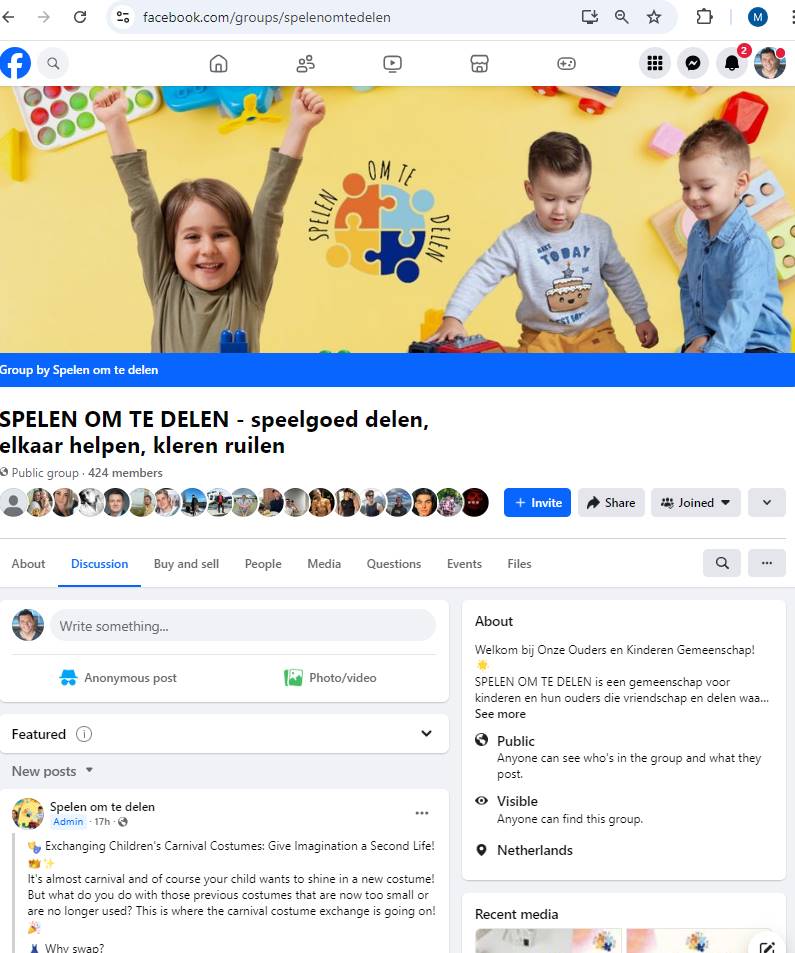 facebook.com/groups/spelenomtedelen
M
2
SPELEN OM TE DELEN
MAKE
TODAY
THE
BEST DAY
Group by Spelen om te delen
SPELEN OM TE DELEN - speelgoed delen,
elkaar helpen, kleren ruilen
Public group · 424 members
+ Invite
Share
Joined
About
Discussion
Buy and sell
People
Media
Questions
Events
Files
Write something...
Anonymous post
Photo/video
Featured
New posts
Spelen om te delen
Admin · 17h ·
🎭 Exchanging Children's Carnival Costumes: Give Imagination a Second Life!
👑✨
It's almost carnival and of course your child wants to shine in a new costume!
But what do you do with those previous costumes that are now too small or
are no longer used? This is where the carnival costume exchange is going on!
🎉
👗 Why swap?
About
Welkom bij Onze Ouders en Kinderen Gemeenschap!
🌟
SPELEN OM TE DELEN is een gemeenschap voor
kinderen en hun ouders die vriendschap en delen waa...
See more
Public
Anyone can see who's in the group and what they
post.
Visible
Anyone can find this group.
Netherlands
Recent media